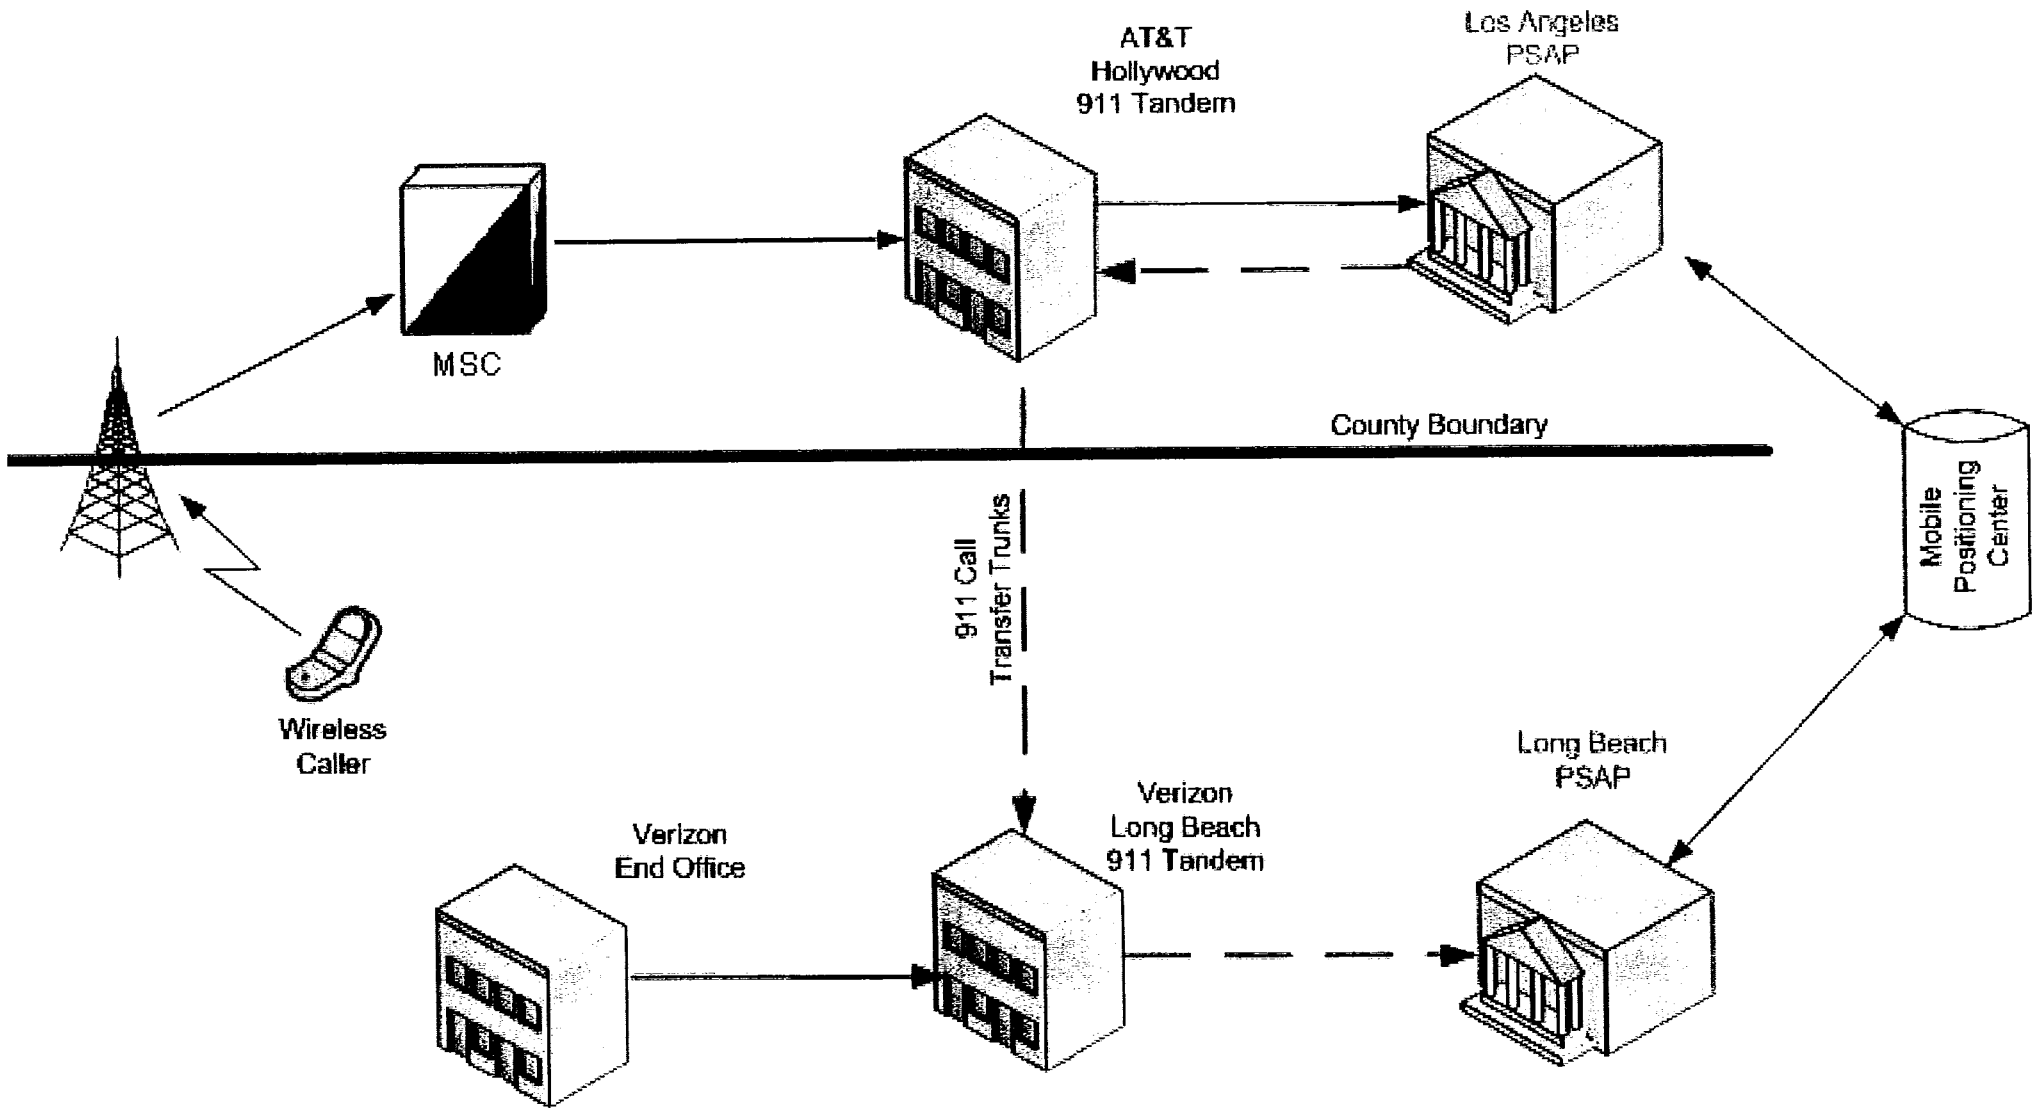 Los Angeles
PSAP
AT&T
Hollywood
911 Tandem
MSC
County Boundary
Mobile
Positioning
Center
911 Call
Transfer Trunks
Wireless
Caller
Long Beach
PSAP
Verizon
Long Beach
911 Tandem
Verizon
End Office